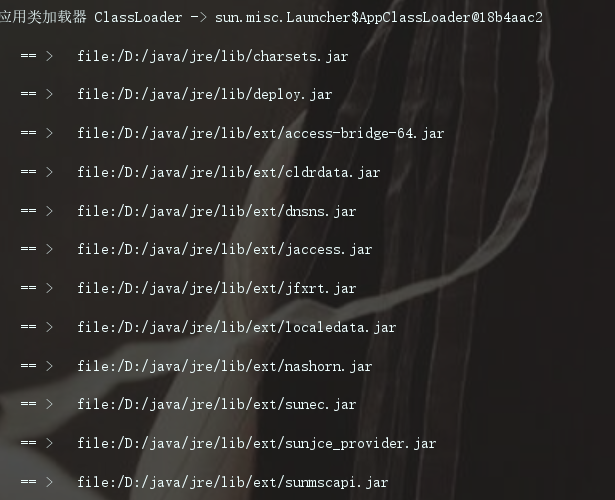 应用类加载器 ClassLoader -> sun.misc.Launcher$AppClassLoader@18b4aac2
== >   file:/D:/java/jre/lib/charsets.jar
== >   file:/D:/java/jre/lib/deploy.jar
== >   file:/D:/java/jre/lib/ext/access-bridge-64.jar
== >   file:/D:/java/jre/lib/ext/cldrdata.jar
== >   file:/D:/java/jre/lib/ext/dnsns.jar
== >   file:/D:/java/jre/lib/ext/jaccess.jar
== >   file:/D:/java/jre/lib/ext/jfxrt.jar
== >   file:/D:/java/jre/lib/ext/localedata.jar
== >   file:/D:/java/jre/lib/ext/nashorn.jar
== >   file:/D:/java/jre/lib/ext/sunec.jar
== >   file:/D:/java/jre/lib/ext/sunjce_provider.jar
== >   file:/D:/java/jre/lib/ext/sunmscapi.jar